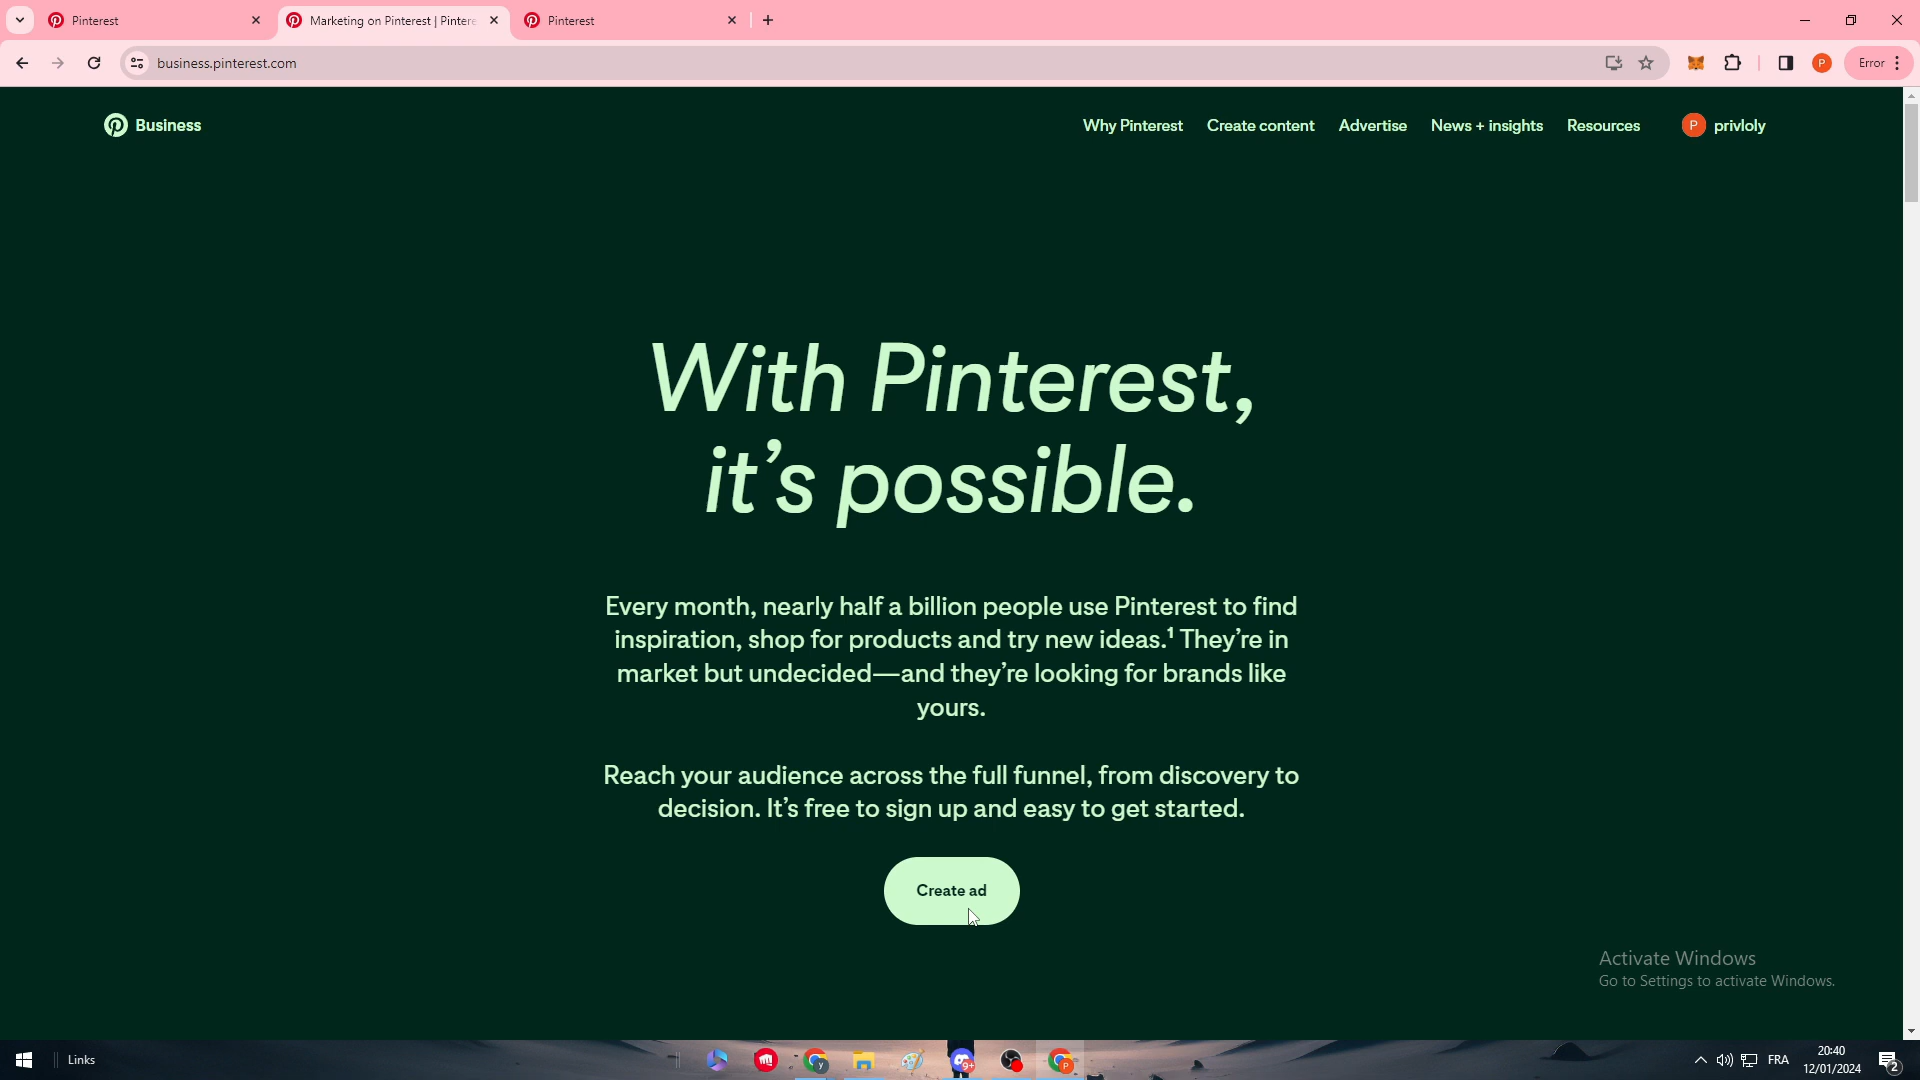 Pinterest
Marketing on Pinterest | Pintere
Pinterest
business.pinterest.com
P
Error
Business
Why Pinterest
Create content
Advertise
News + insights
Resources
P
privloly
With Pinterest,
it’s possible.
Every month, nearly half a billion people use Pinterest to find
inspiration, shop for products and try new ideas.¹ They’re in
market but undecided—and they’re looking for brands like
yours.
Reach your audience across the full funnel, from discovery to
decision. It’s free to sign up and easy to get started.
Create ad
Activate Windows
Go to Settings to activate Windows.
Links
y
9+
P
FRA
20:40
12/01/2024
2